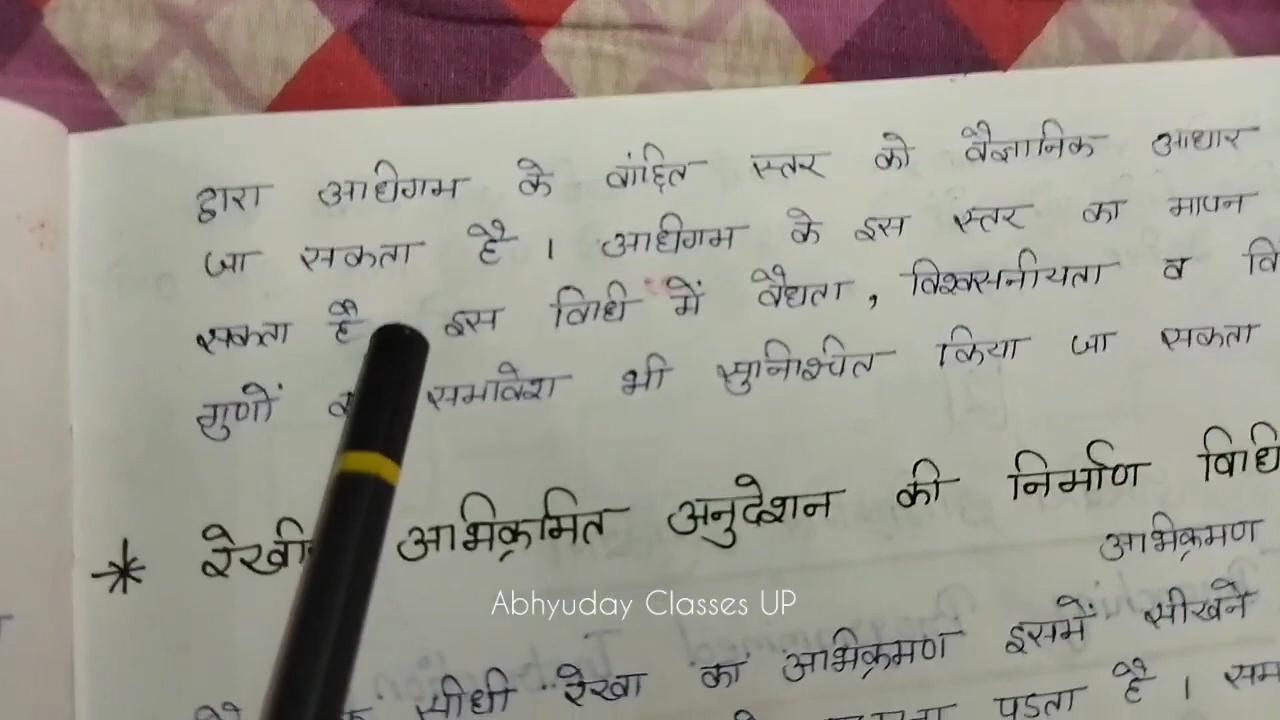 द्वारा अधिगम के वांछित स्तर को वैज्ञानिक आधार
जा सकता है । अधिगम के इस स्तर का मापन
सकता है इस विधि में वैधता , विश्वसनीयता व वि
गुणों समावेश भी सुनिश्चित किया जा सकता
* रेखी अभिक्रमित अनुदेशन की निर्माण विधि
अभिक्रमण
Abhyuday Classes UP
सीधी रेखा का अभिक्रमण इसमें सीखने
पडता है । सम